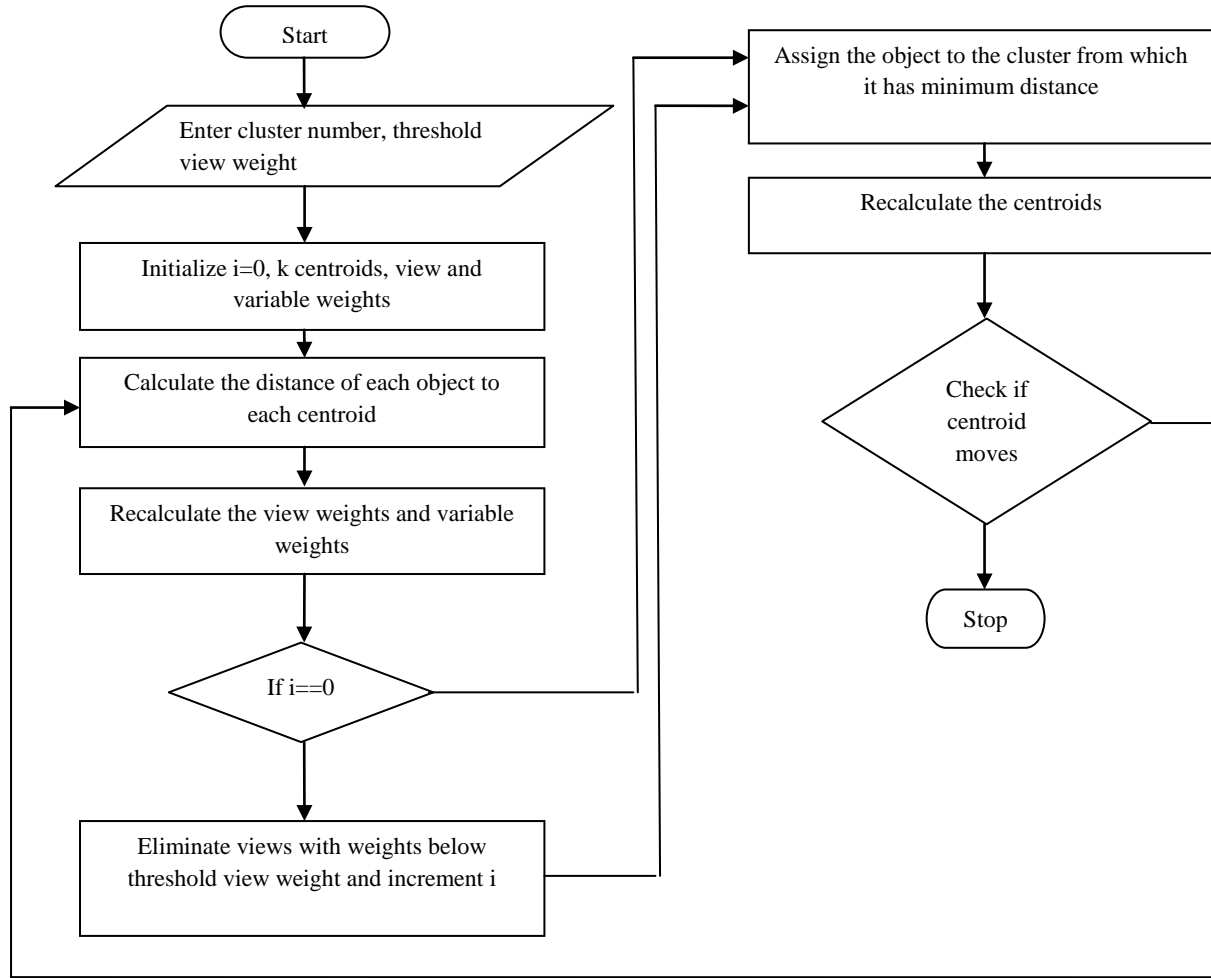 Start
Enter cluster number, threshold
view weight
Initialize i=0, k centroids, view and
variable weights
Calculate the distance of each object to
each centroid
Recalculate the view weights and variable
weights
If i==0
Eliminate views with weights below
threshold view weight and increment i
Assign the object to the cluster from which
it has minimum distance
Recalculate the centroids
Check if
centroid
moves
Stop